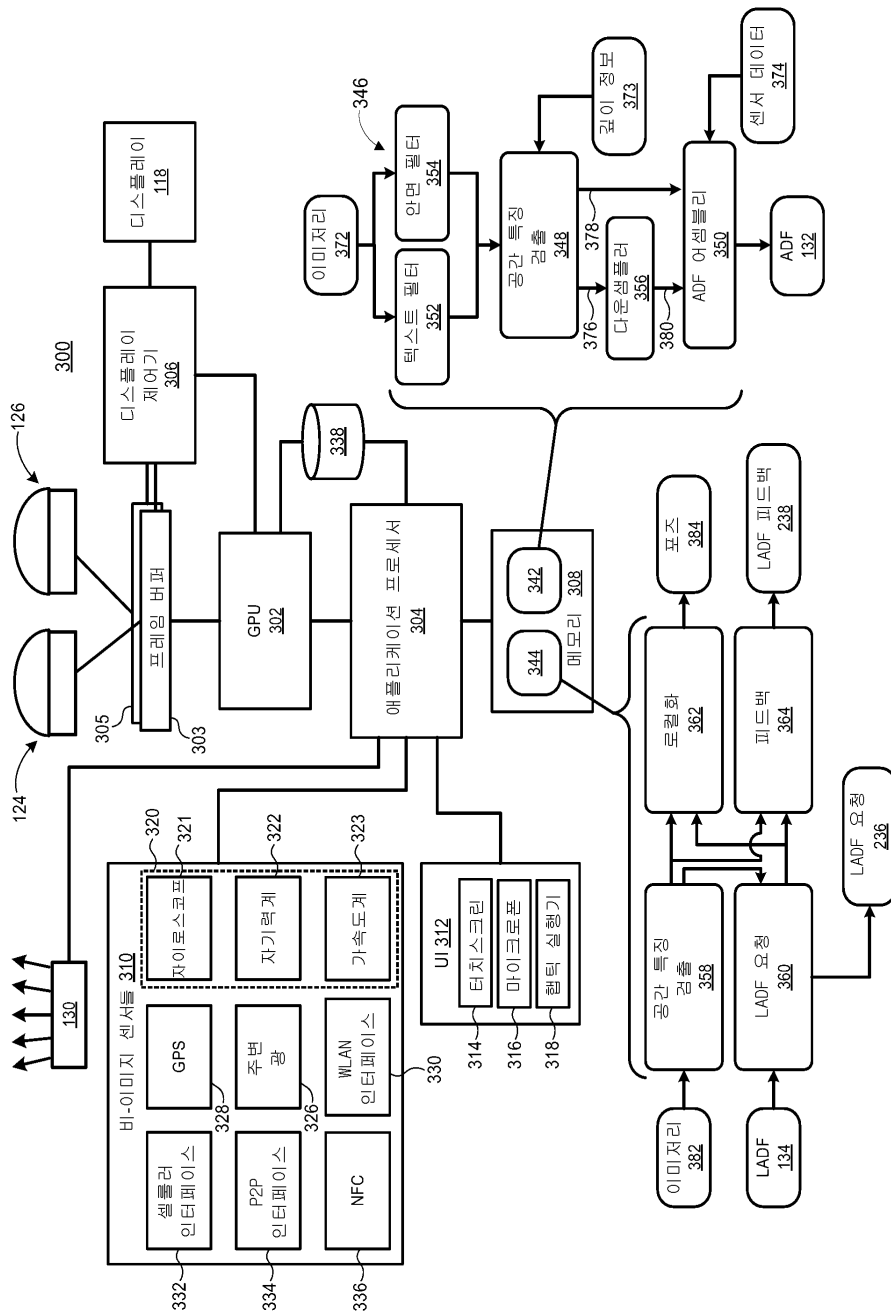 300
124
126
305
303
프레임 버퍼
디스플레이
제어기
306
디스플레이
118
GPU
302
338
애플리케이션 프로세서
304
342
344
308
메모리
130
비-이미지 센서들 310
셀룰러
인터페이스
332
P2P
인터페이스
334
NFC
336
GPS
328
주변
광
326
WLAN
인터페이스
330
320
자이로스코프
321
자기력계
322
가속도계
323
UI 312
터치스크린
314
마이크로폰
316
햅틱 실행기
318
346
이미저리
372
텍스트 필터
352
안면 필터
354
공간 특징
검출
348
깊이 정보
373
376
378
다운샘플러
356
380
ADF 어셈블리
350
센서 데이터
374
ADF
132
이미저리
382
LADF
134
공간 특징
검출
358
LADF 요청
360
로컬화
362
피드백
364
포즈
384
LADF 피드백
238
LADF 요청
236